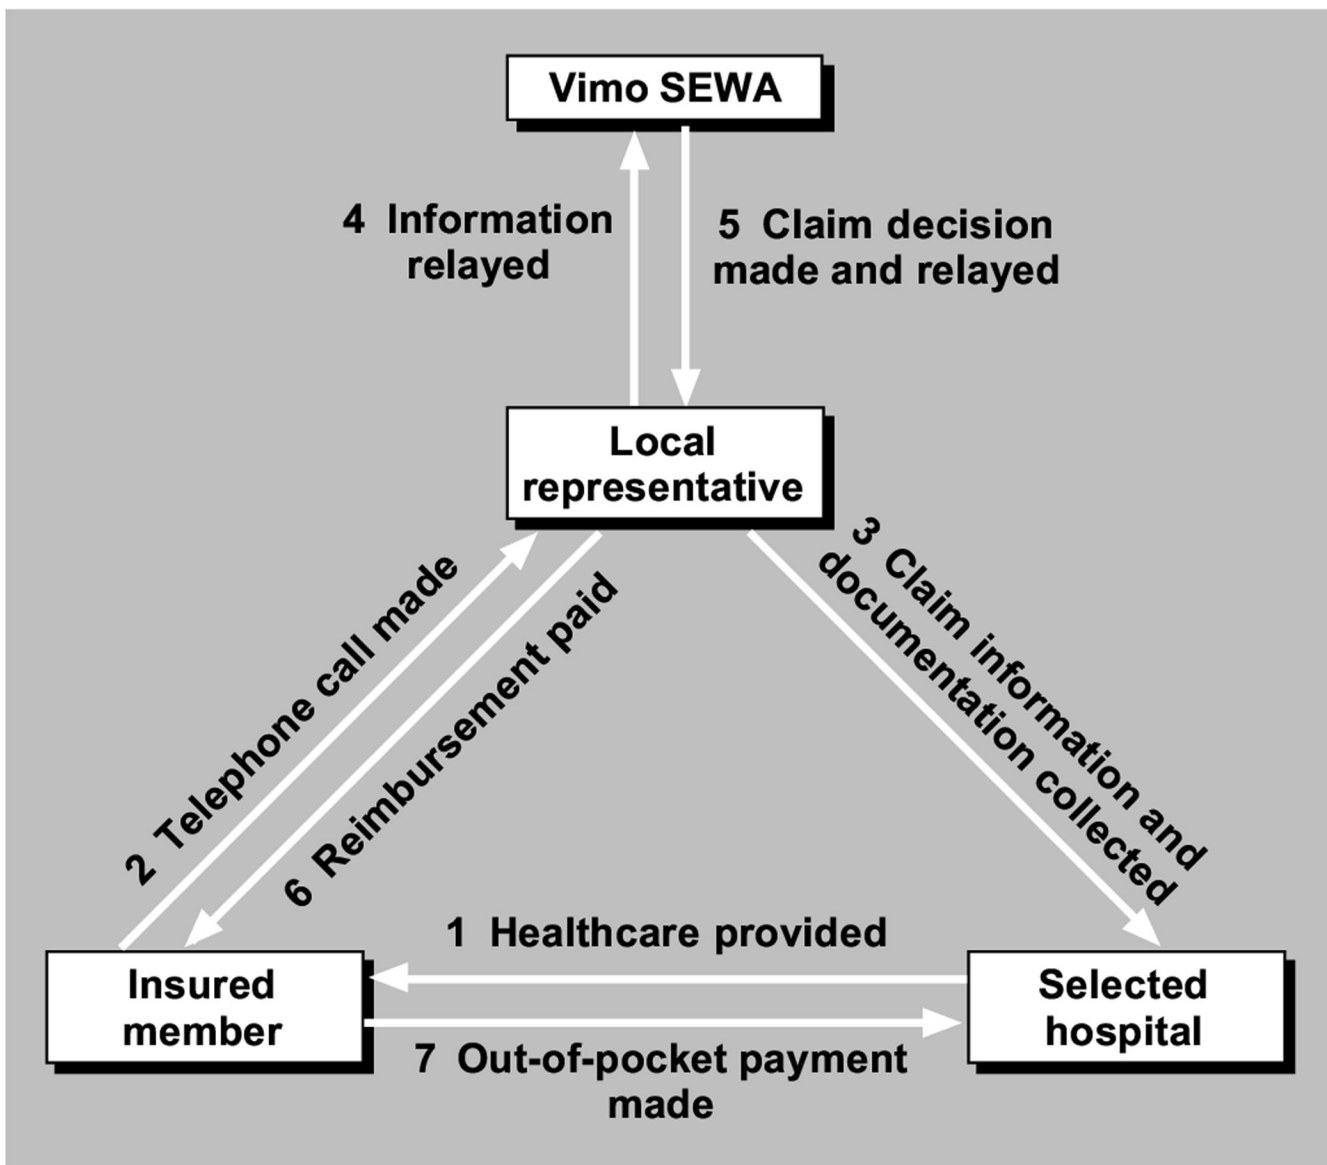 Vimo SEWA
4 Information
relayed
5 Claim decision
made and relayed
Local
representative
2 Telephone call made
6 Reimbursement paid
3 Claim information and
documentation collected
1 Healthcare provided
Insured
member
Selected
hospital
7 Out-of-pocket payment
made